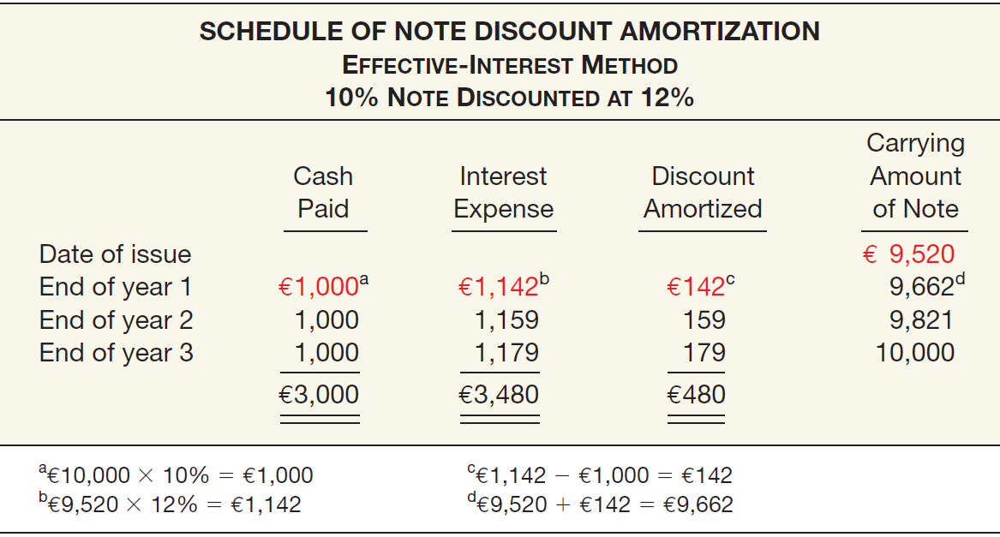 SCHEDULE OF NOTE DISCOUNT AMORTIZATION
EFFECTIVE-INTEREST METHOD
10% NOTE DISCOUNTED AT 12%
Carrying
Cash Interest Discount Amount
Paid Expense Amortized of Note
Date of issue € 9,520
End of year 1 €1,000a €1,142b €142c 9,662d
End of year 2 1,000 1,159 159 9,821
End of year 3 1,000 1,179 179 10,000
€3,000 €3,480 €480
a€10,000 × 10% = €1,000 c€1,142 − €1,000 = €142
b€9,520 × 12% = €1,142 d€9,520 + €142 = €9,662